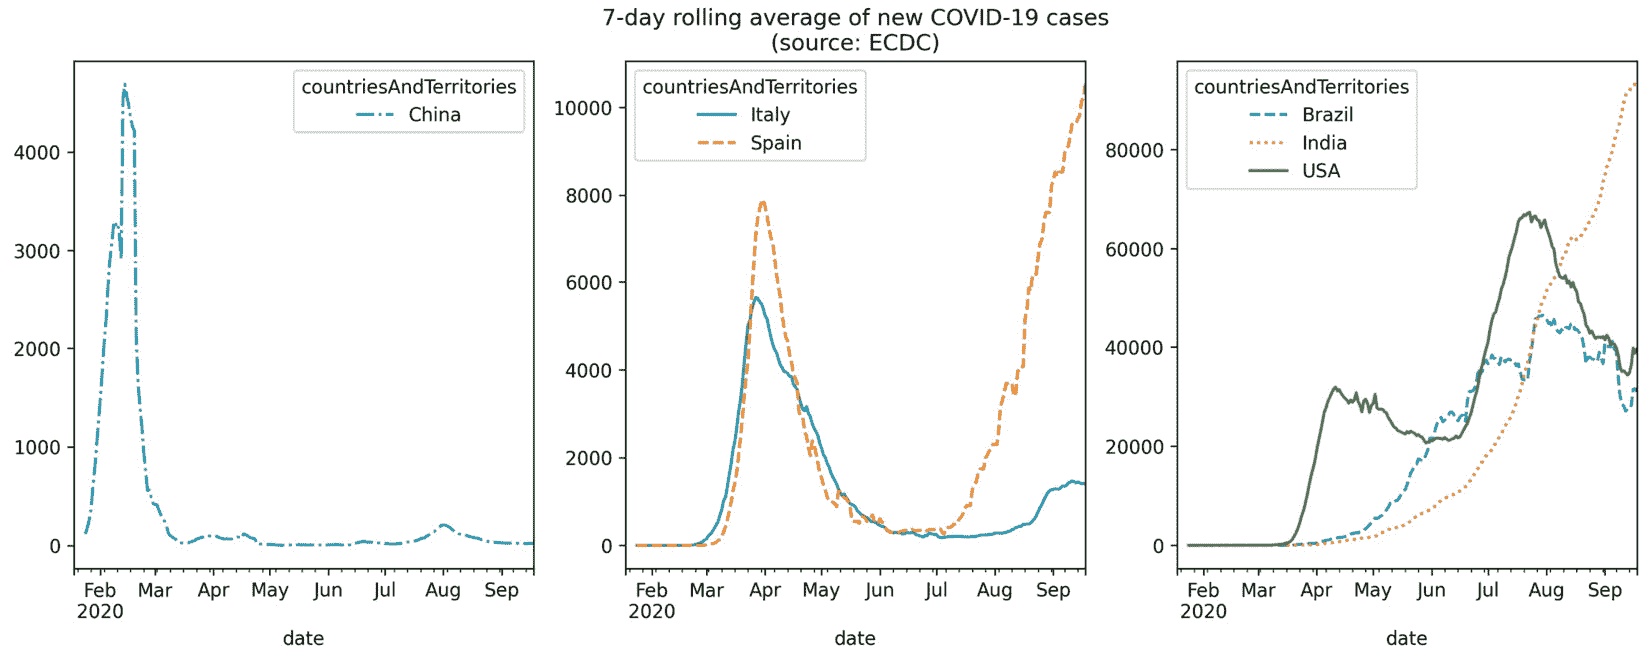 7-day rolling average of new COVID-19 cases
(source: ECDC)
countriesAndTerritories
China
4000
3000
2000
1000
0
Feb Mar Apr May Jun Jul Aug Sep
2020
date
countriesAndTerritories
Italy
Spain
10000
8000
6000
4000
2000
0
Feb Mar Apr May Jun Jul Aug Sep
2020
date
countriesAndTerritories
Brazil
India
USA
80000
60000
40000
20000
0
Feb Mar Apr May Jun Jul Aug Sep
2020
date